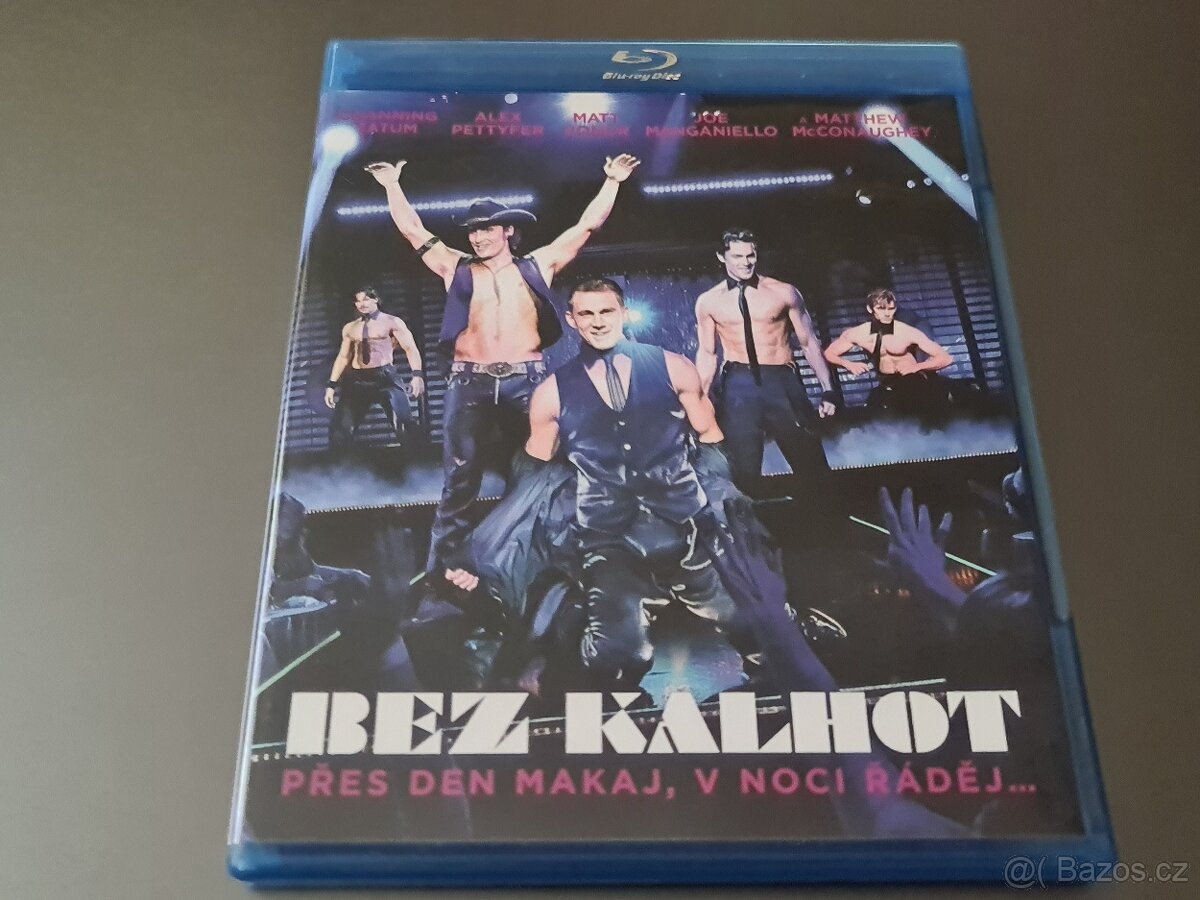 Blu-ray Disc
CHANNING ALEX MATT JOE A MATTHEW
TATUM PETTYFER BOMER MANGANIELLO McCONAUGHEY
BEZ KALHOT
PŘES DEN MAKAJ, V NOCI ŘÁDĚJ...
@( Bazos.cz